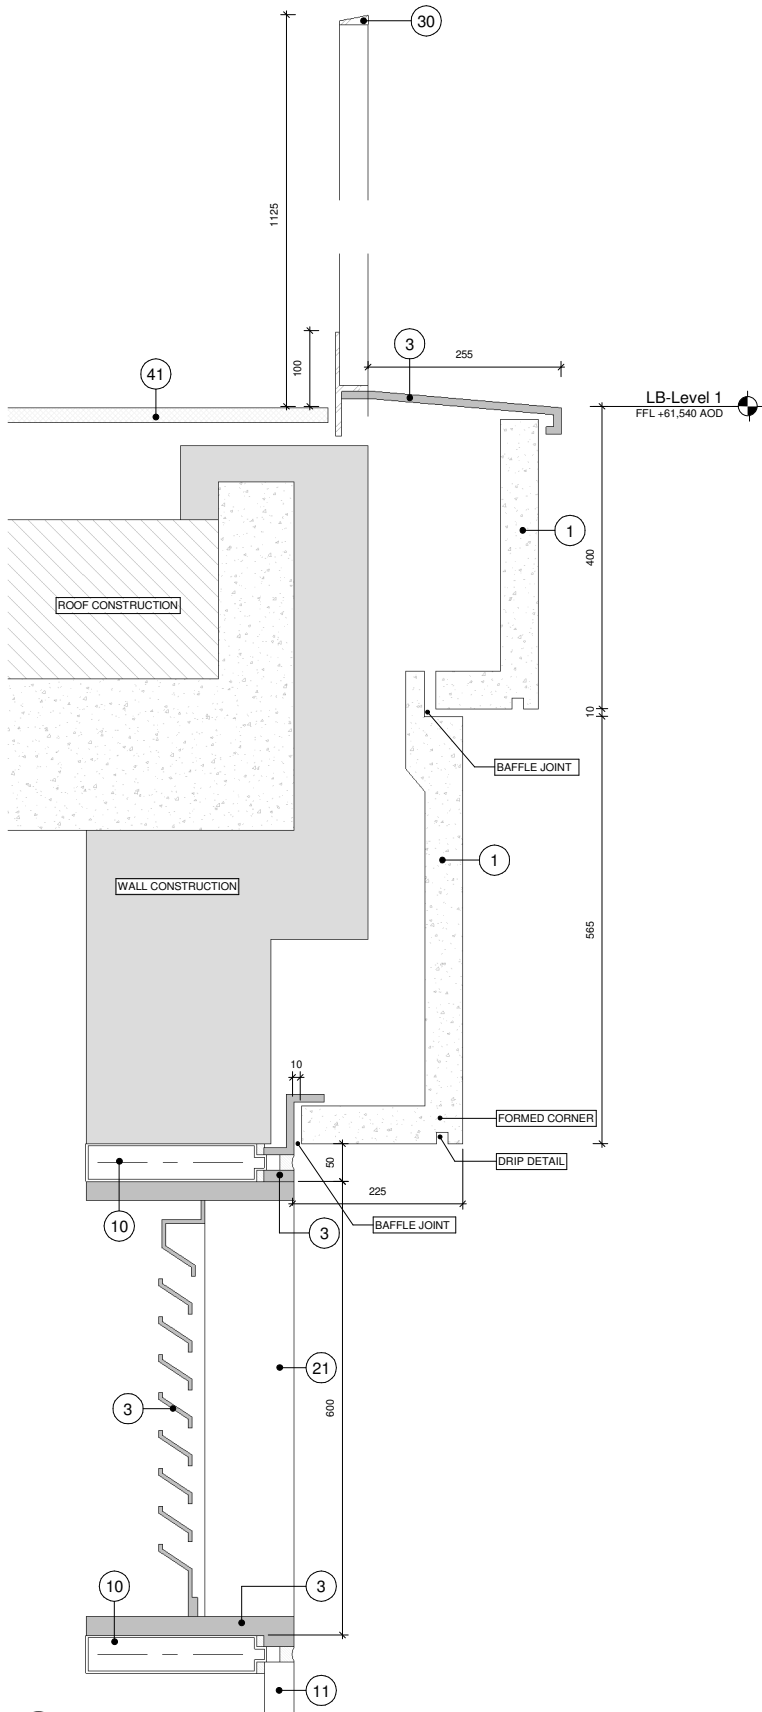 30
1125
100
3
255
41
LB-Level 1
FFL +61,540 AOD
1
400
ROOF CONSTRUCTION
10
BAFFLE JOINT
1
WALL CONSTRUCTION
565
10
FORMED CORNER
50
DRIP DETAIL
10
225
3
BAFFLE JOINT
21
3
600
10
3
11